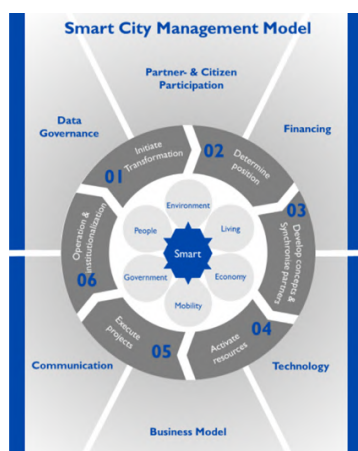 Smart City Management Model
Partner- & Citizen
Participation
Data
Governance
Financing
01
Initiate
Transformation
02
Determine
position
03
Develop concepts &
Synchronise partners
04
Activate
resources
05
Execute
projects
06
Operation &
institutionalization
Environment
People
Living
Smart
Government
Economy
Mobility
Communication
Technology
Business Model